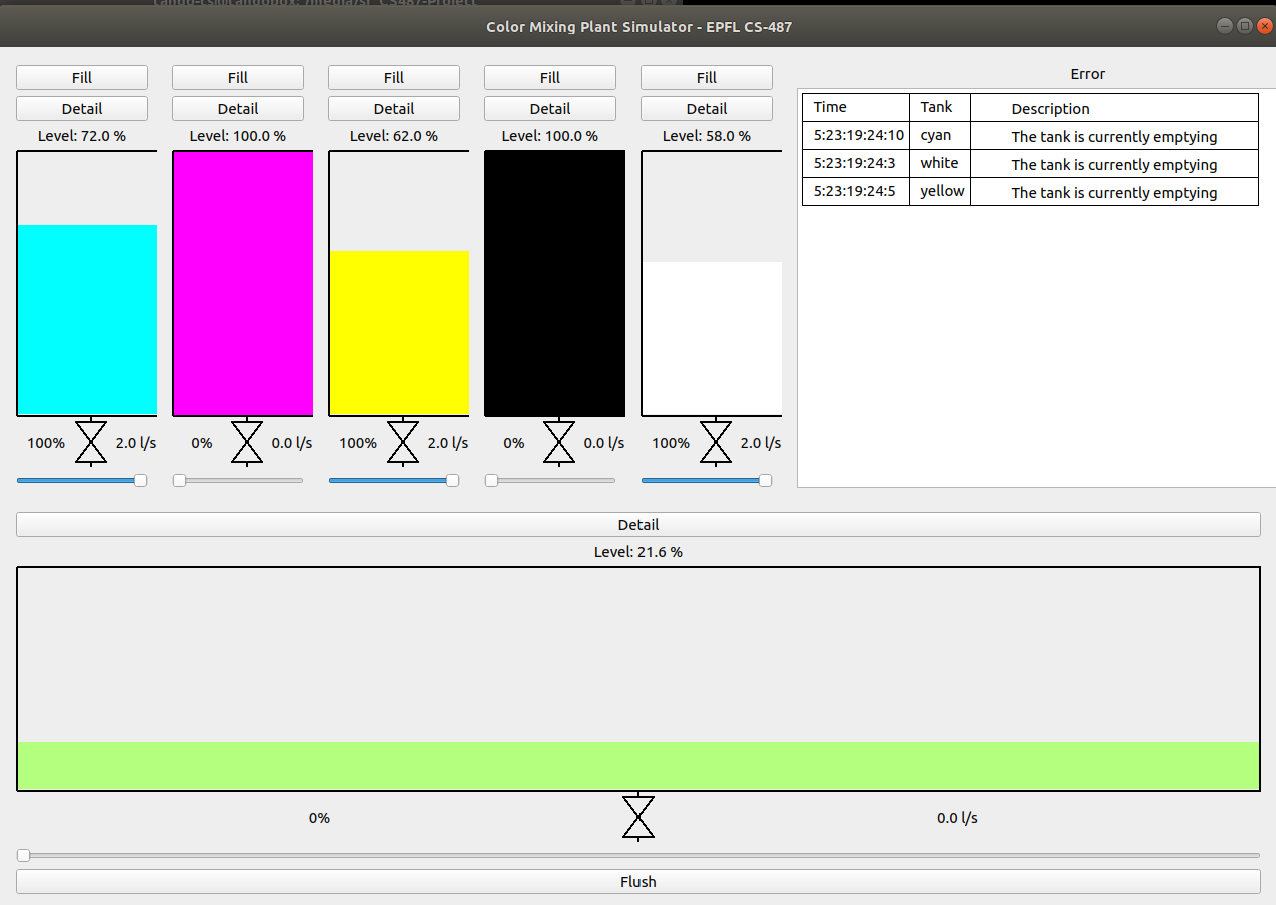 Color Mixing Plant Simulator - EPFL CS-487
Fill Fill Fill Fill Fill
Detail Detail Detail Detail Detail
Level: 72.0 % Level: 100.0 % Level: 62.0 % Level: 100.0 % Level: 58.0 %
100% 2.0 l/s 0% 0.0 l/s 100% 2.0 l/s 0% 0.0 l/s 100% 2.0 l/s
Error
Time Tank Description
5:23:19:24:10 cyan The tank is currently emptying
5:23:19:24:3 white The tank is currently emptying
5:23:19:24:5 yellow The tank is currently emptying
Detail
Level: 21.6 %
0% 0.0 l/s
Flush